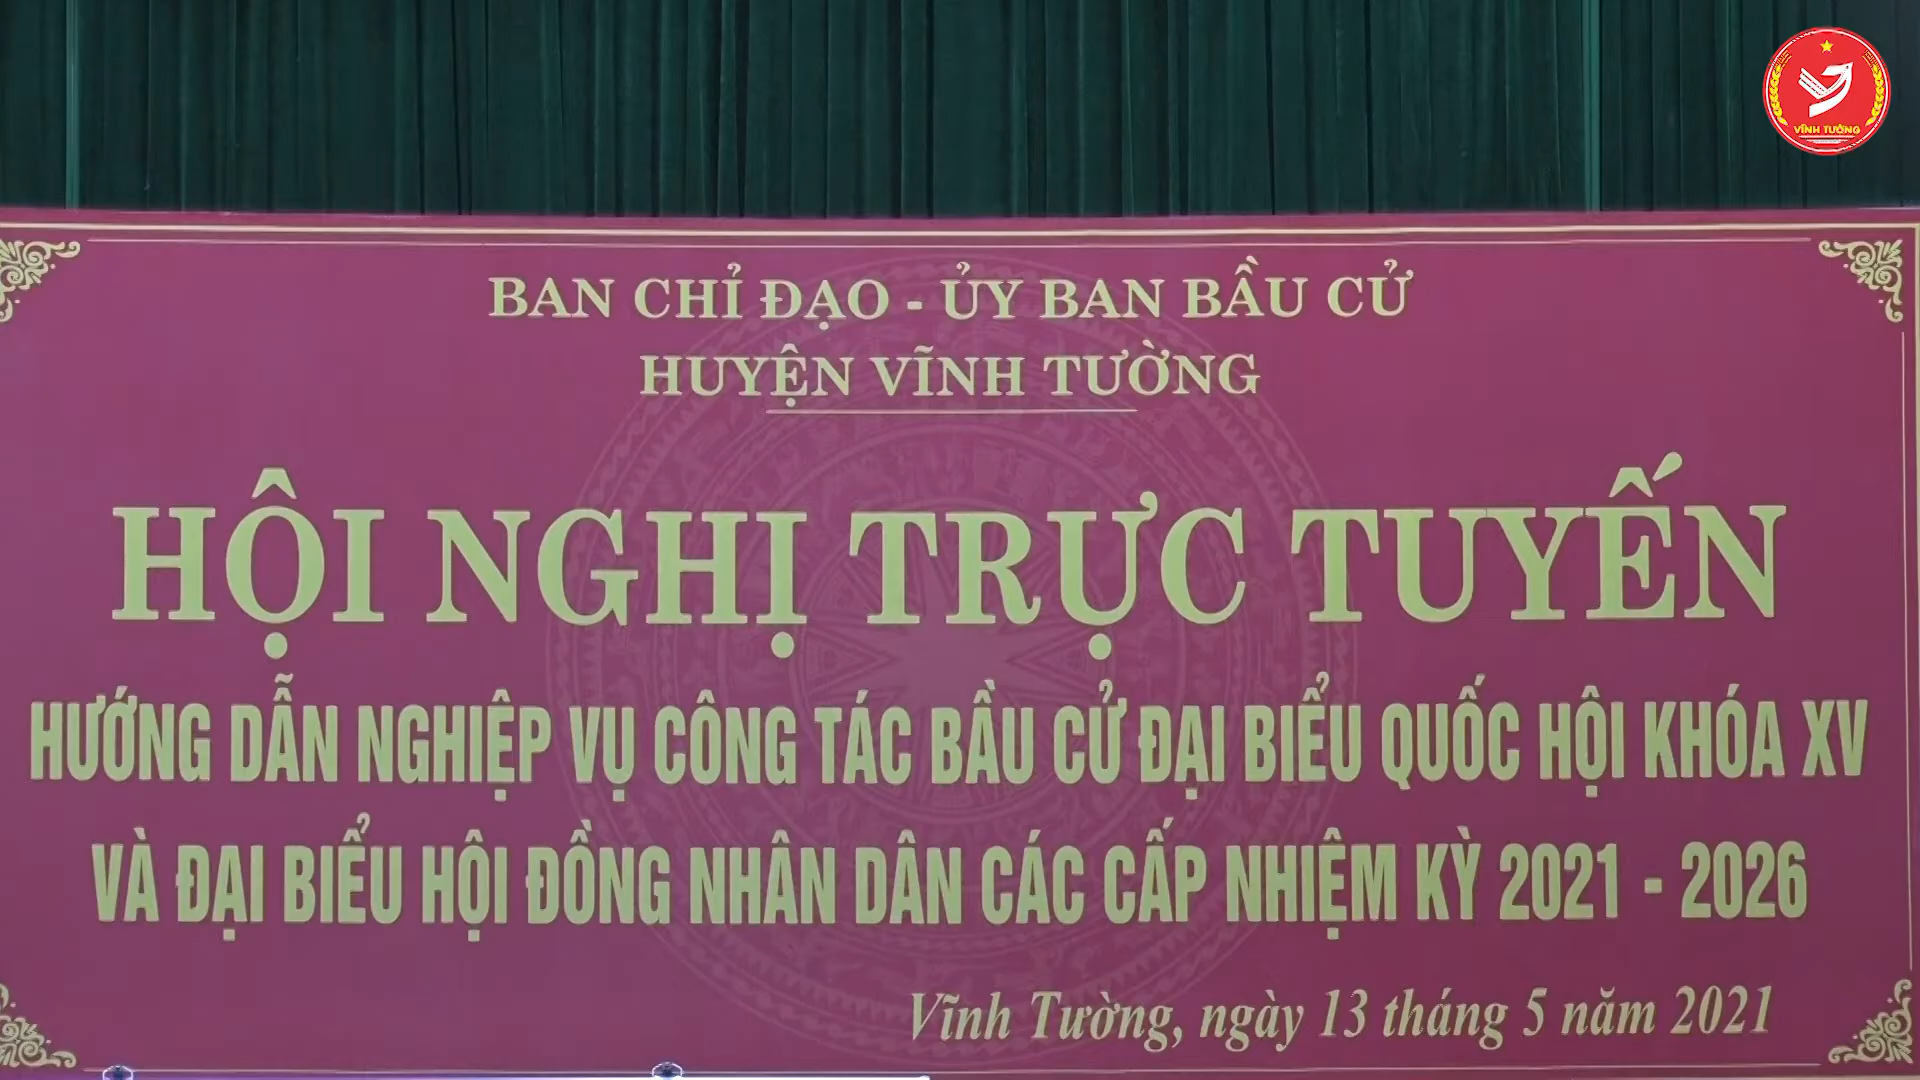 VĨNH TƯỜNG
BAN CHỈ ĐẠO - ỦY BAN BẦU CỬ
HUYỆN VĨNH TƯỜNG
HỘI NGHỊ TRỰC TUYẾN
HƯỚNG DẪN NGHIỆP VỤ CÔNG TÁC BẦU CỬ ĐẠI BIỂU QUỐC HỘI KHÓA XV
VÀ ĐẠI BIỂU HỘI ĐỒNG NHÂN DÂN CÁC CẤP NHIỆM KỲ 2021 - 2026
Vĩnh Tường, ngày 13 tháng 5 năm 2021